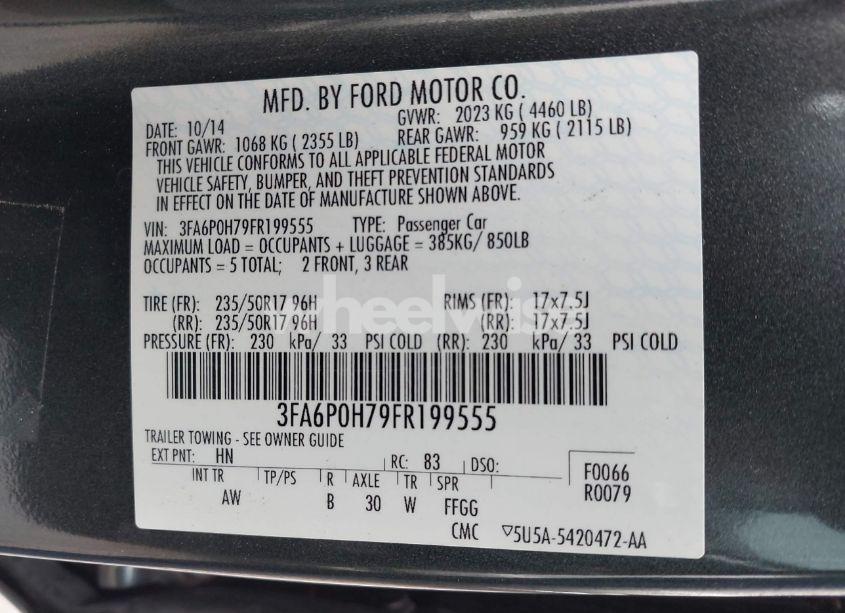 MFD. BY FORD MOTOR CO.
DATE: 10/14 GVWR: 2023 KG ( 4460 LB)
FRONT GAWR: 1068 KG ( 2355 LB) REAR GAWR: 959 KG ( 2115 LB)
THIS VEHICLE CONFORMS TO ALL APPLICABLE FEDERAL MOTOR
VEHICLE SAFETY, BUMPER, AND THEFT PREVENTION STANDARDS
IN EFFECT ON THE DATE OF MANUFACTURE SHOWN ABOVE.
VIN: 3FA6P0H79FR199555 TYPE: Passenger Car
MAXIMUM LOAD = OCCUPANTS + LUGGAGE = 385KG/ 850LB
OCCUPANTS = 5 TOTAL; 2 FRONT, 3 REAR
TIRE (FR): 235/50R17 96H RIMS (FR): 17x7.5J
(RR): 235/50R17 96H (RR): 17x7.5J
wheelwise
PRESSURE (FR): 230 kPa/ 33 PSI COLD (RR): 230 kPa/ 33 PSI COLD
3FA6P0H79FR199555
TRAILER TOWING - SEE OWNER GUIDE
EXT PNT: HN RC: 83 DSO: F0066
INT TR TP/PS R AXLE TR SPR R0079
AW B 30 W FFGG
CMC 5U5A-5420472-AA